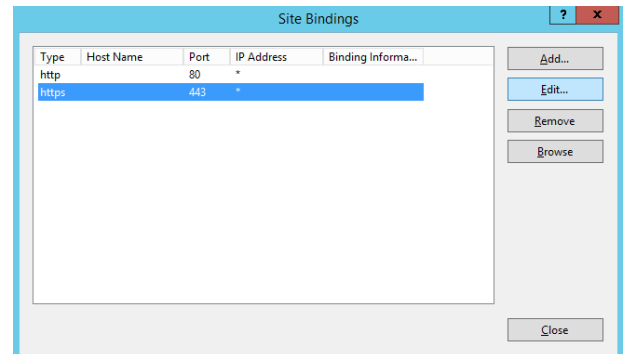 Site Bindings
? x
Type Host Name Port IP Address Binding Informa...
http 80 *
https 443 *
Add...
Edit...
Remove
Browse
Close